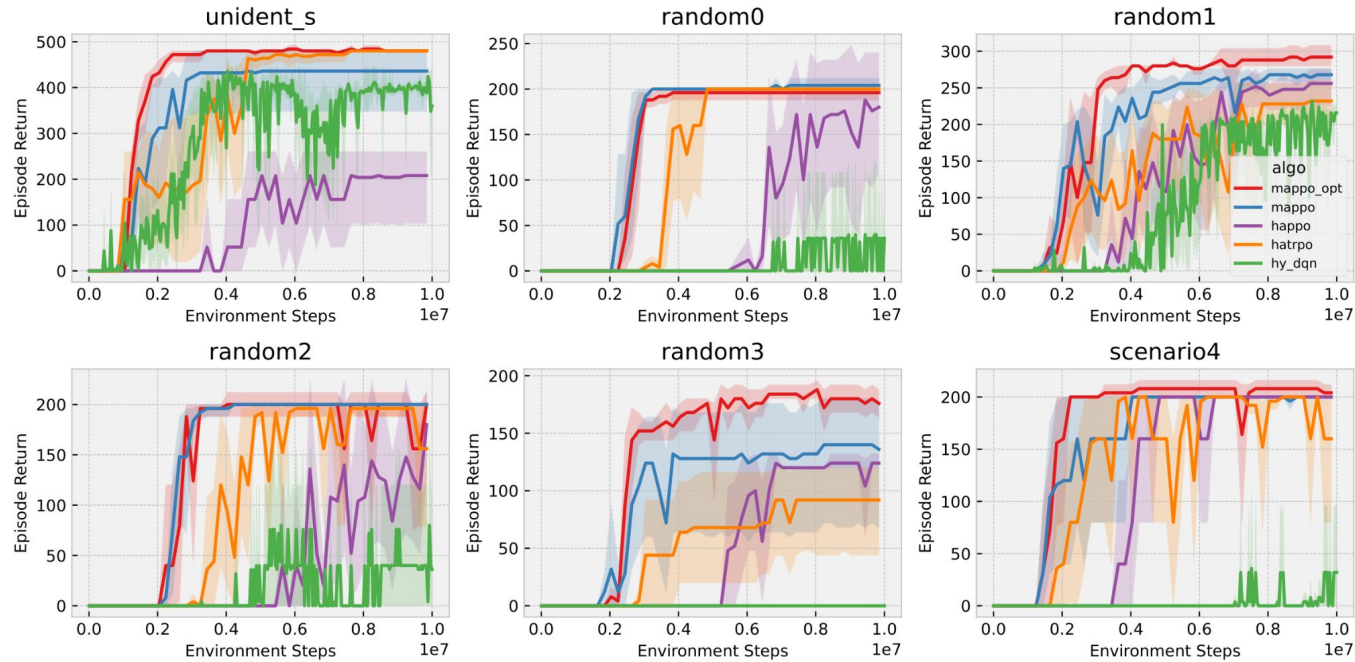 unident_s
500
400
300
200
100
0
Episode Return
0.0 0.2 0.4 0.6 0.8 1.0
Environment Steps 1e7
random0
250
200
150
100
50
0
Episode Return
0.0 0.2 0.4 0.6 0.8 1.0
Environment Steps 1e7
random1
300
250
200
150
100
50
0
Episode Return
algo
mappo_opt
mappo
happo
hatrpo
hy_dqn
0.0 0.2 0.4 0.6 0.8 1.0
Environment Steps 1e7
random2
200
150
100
50
0
Episode Return
0.0 0.2 0.4 0.6 0.8 1.0
Environment Steps 1e7
random3
200
150
100
50
0
Episode Return
0.0 0.2 0.4 0.6 0.8 1.0
Environment Steps 1e7
scenario4
200
150
100
50
0
Episode Return
0.0 0.2 0.4 0.6 0.8 1.0
Environment Steps 1e7